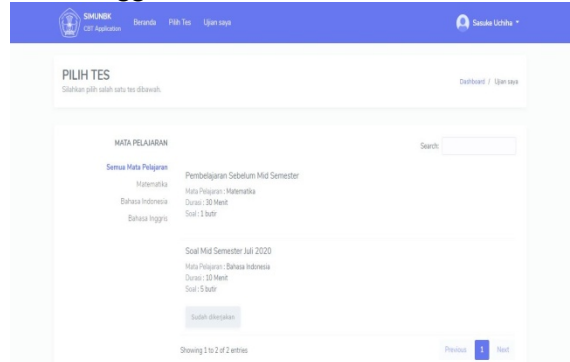 SIMUNBK
CBT Application
Beranda Pilih Tes Ujian saya
Sasuke Uchiha
PILIH TES
Silahkan pilih salah satu tes dibawah.
Dashboard / Ujian saya
MATA PELAJARAN
Semua Mata Pelajaran
Matematika
Bahasa Indonesia
Bahasa Inggris
Search:
Pembelajaran Sebelum Mid Semester
Mata Pelajaran : Matematika
Durasi : 30 Menit
Soal : 1 butir
Soal Mid Semester Juli 2020
Mata Pelajaran : Bahasa Indonesia
Durasi : 10 Menit
Soal : 5 butir
Sudah dikerjakan
Showing 1 to 2 of 2 entries
Previous 1 Next